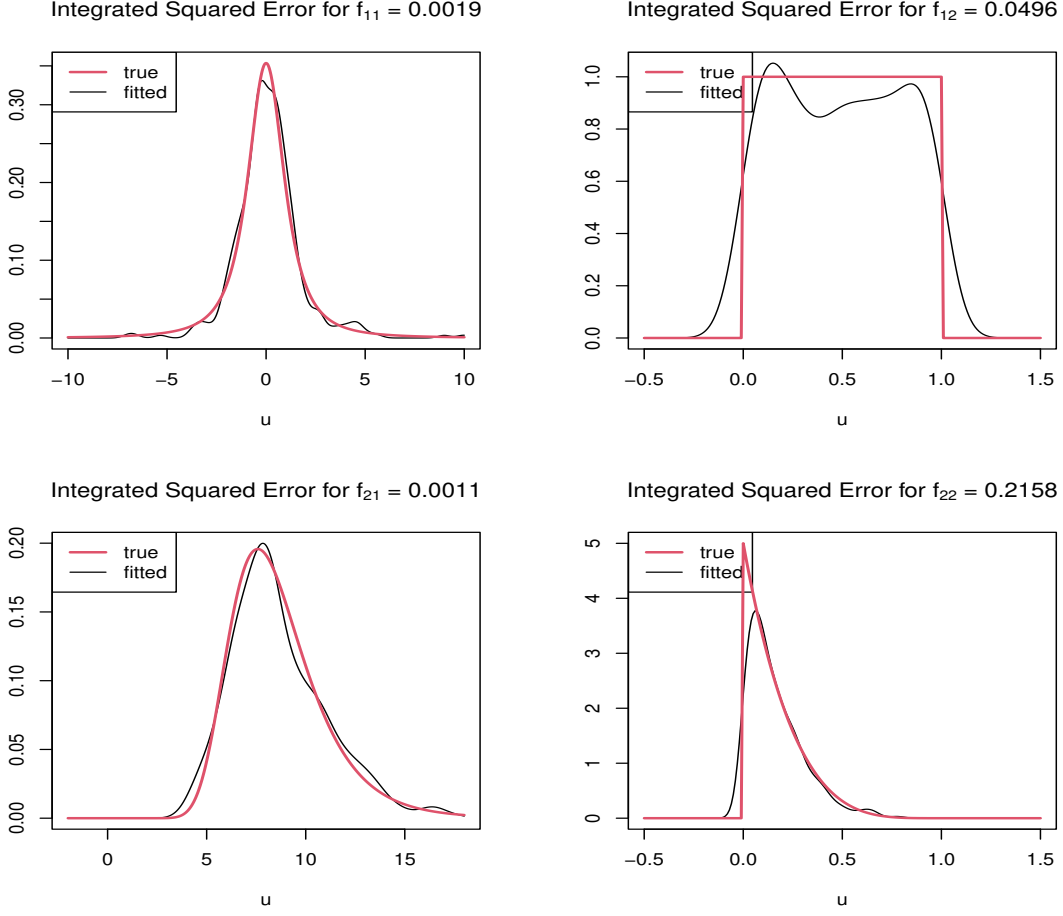 Integrated Squared Error for f₁₁ = 0.0019
true
fitted
0.30
0.20
0.10
0.00
−10 −5 0 5 10
u
Integrated Squared Error for f₁₂ = 0.0496
true
fitted
1.0
0.8
0.6
0.4
0.2
0.0
−0.5 0.0 0.5 1.0 1.5
u
Integrated Squared Error for f₂₁ = 0.0011
true
fitted
0.20
0.15
0.10
0.05
0.00
0 5 10 15
u
Integrated Squared Error for f₂₂ = 0.2158
true
fitted
5
4
3
2
1
0
−0.5 0.0 0.5 1.0 1.5
u